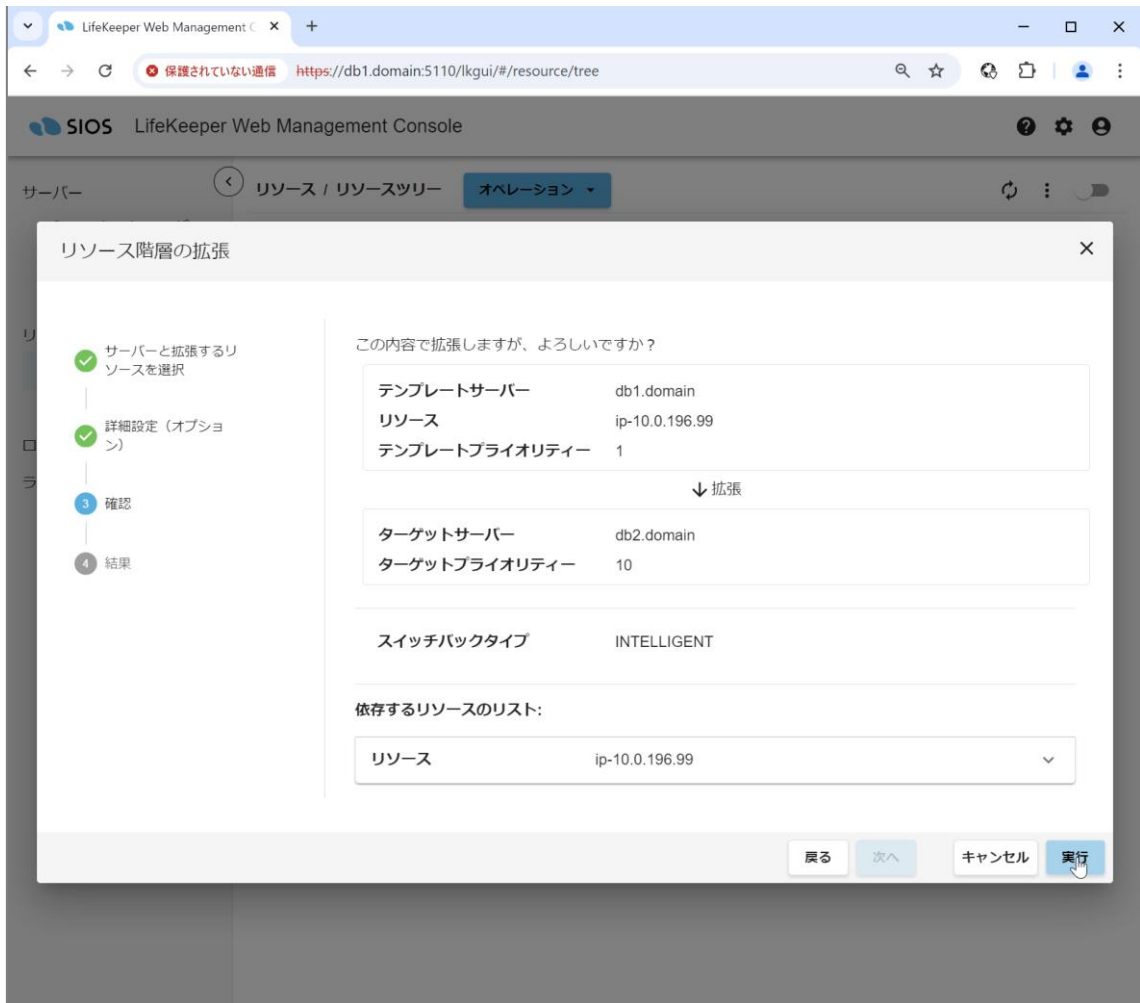 LifeKeeper Web Management C
保護されていない通信 https://db1.domain:5110/lkgui/#/resource/tree
SIOS LifeKeeper Web Management Console
サーバー
リソース / リソースツリー
オペレーション
リソース階層の拡張
サーバーと拡張するリ
ソースを選択
詳細設定（オプショ
ン）
3 確認
4 結果
この内容で拡張しますが、よろしいですか？
テンプレートサーバー db1.domain
リソース ip-10.0.196.99
テンプレートプライオリティー 1
拡張
ターゲットサーバー db2.domain
ターゲットプライオリティー 10
スイッチバックタイプ INTELLIGENT
依存するリソースのリスト:
リソース ip-10.0.196.99
戻る 次へ キャンセル 実行